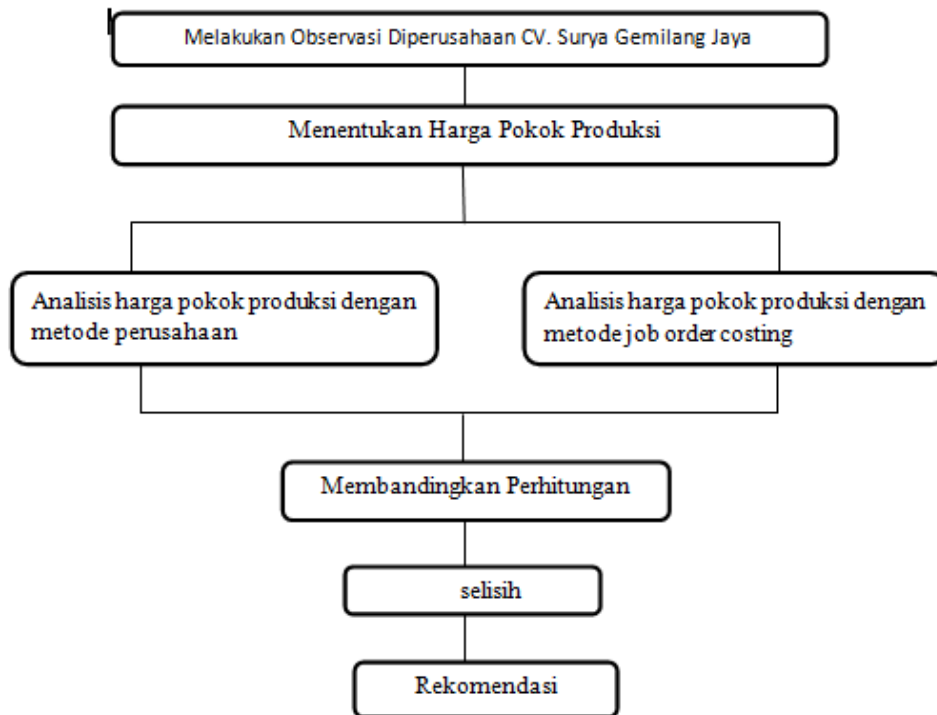 Melakukan Observasi Diperusahaan CV. Surya Gemilang Jaya
Menentukan Harga Pokok Produksi
Analisis harga pokok produksi dengan
metode perusahaan
Analisis harga pokok produksi dengan
metode job order costing
Membandingkan Perhitungan
selisih
Rekomendasi